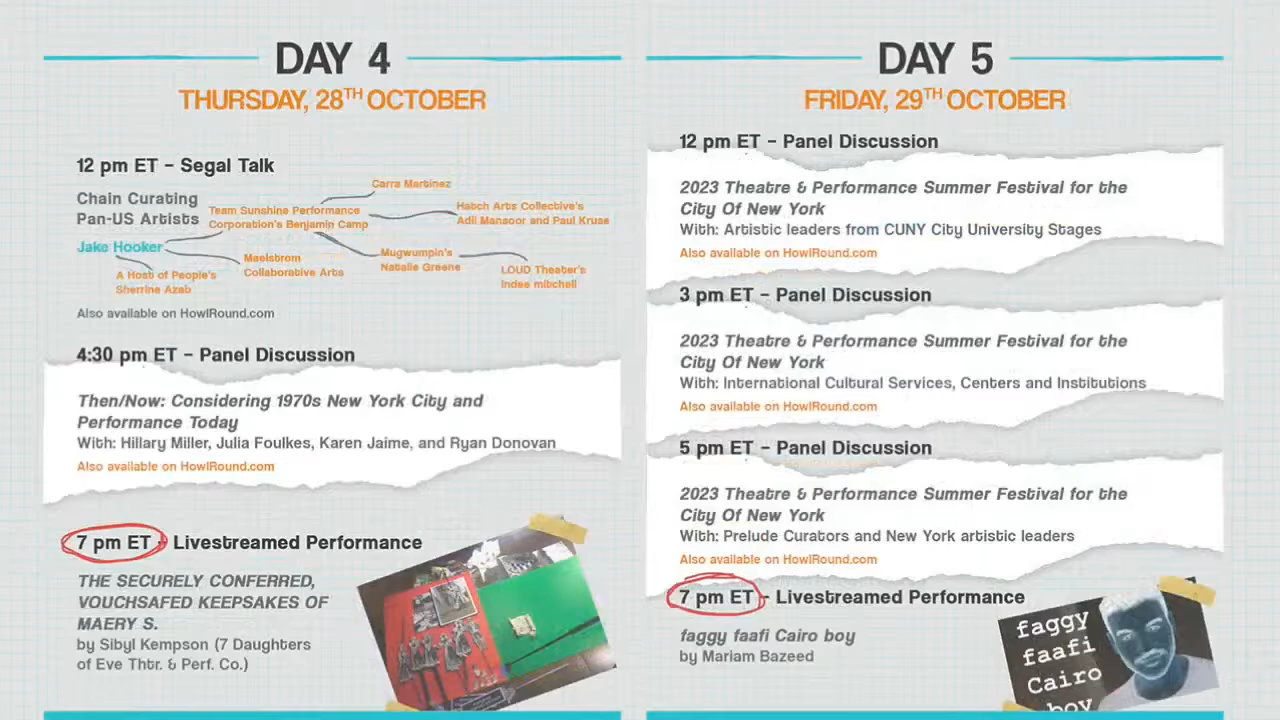 DAY 4
THURSDAY, 28TH OCTOBER
12 pm ET – Segal Talk
Chain Curating
Pan-US Artists
Jake Hooker
Team Sunshine Performance
Corporation's Benjamin Camp
Carra Martinez
Hatch Arts Collective's
Adil Mansoor and Paul Kruse
A Host of People's
Sherrine Azab
Maelstrom
Collaborative Arts
Mugwumpin's
Natalie Greene
LOUD Theater's
Indee mitchell
Also available on HowlRound.com
4:30 pm ET – Panel Discussion
Then/Now: Considering 1970s New York City and
Performance Today
With: Hillary Miller, Julia Foulkes, Karen Jaime, and Ryan Donovan
Also available on HowlRound.com
7 pm ET – Livestreamed Performance
THE SECURELY CONFERRED,
VOUCHSAFED KEEPSAKES OF
MAERY S.
by Sibyl Kempson (7 Daughters
of Eve Thtr. & Perf. Co.)
DAY 5
FRIDAY, 29TH OCTOBER
12 pm ET – Panel Discussion
2023 Theatre & Performance Summer Festival for the
City Of New York
With: Artistic leaders from CUNY City University Stages
Also available on HowlRound.com
3 pm ET – Panel Discussion
2023 Theatre & Performance Summer Festival for the
City Of New York
With: International Cultural Services, Centers and Institutions
Also available on HowlRound.com
5 pm ET – Panel Discussion
2023 Theatre & Performance Summer Festival for the
City Of New York
With: Prelude Curators and New York artistic leaders
Also available on HowlRound.com
7 pm ET – Livestreamed Performance
faggy faafi Cairo boy
by Mariam Bazeed
faggy
faafi
Cairo
boy